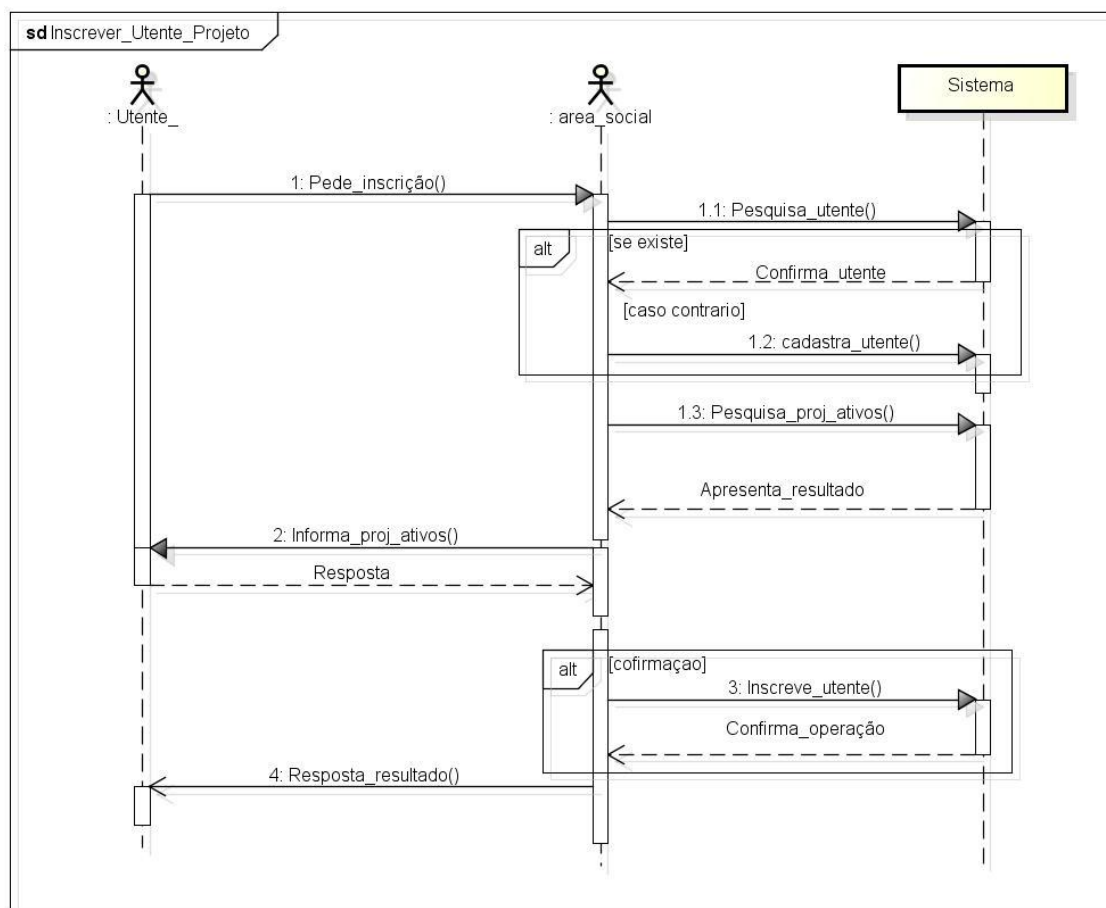 sd Inscrever_Utente_Projeto
: Utente_
: area_social
Sistema
1: Pede_inscrição()
1.1: Pesquisa_utente()
alt
[se existe]
Confirma_utente
[caso contrario]
1.2: cadastra_utente()
1.3: Pesquisa_proj_ativos()
Apresenta_resultado
2: Informa_proj_ativos()
Resposta
alt
[cofirmaçao]
3: Inscreve_utente()
Confirma_operação
4: Resposta_resultado()